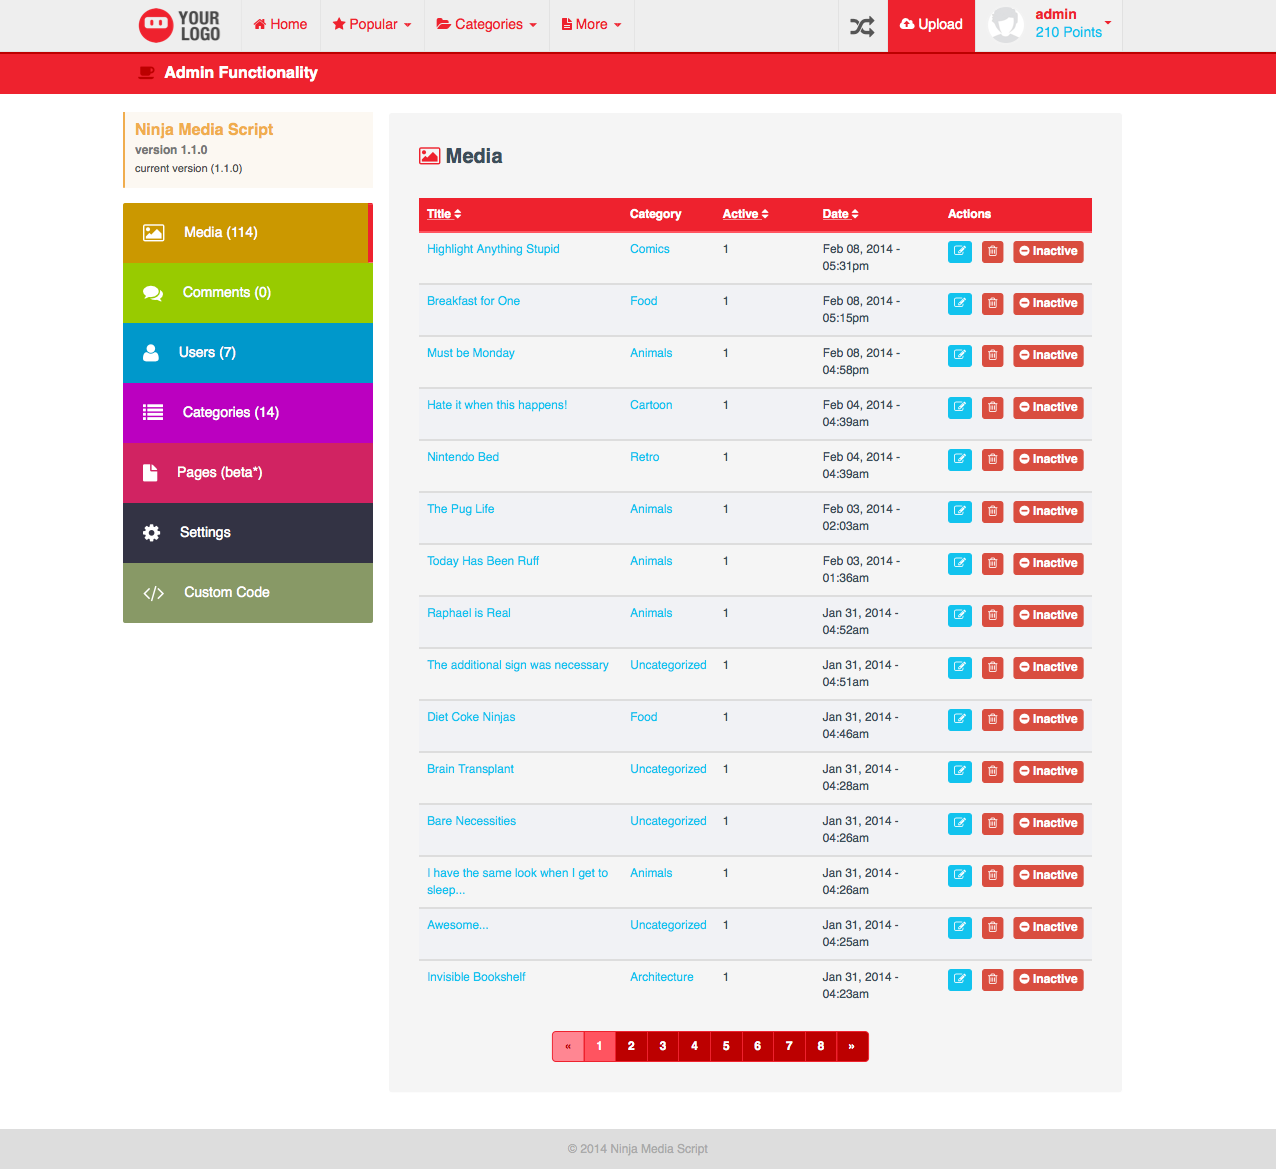 YOUR LOGO
Home
Popular
Categories
More
Upload
admin
210 Points
Admin Functionality
Ninja Media Script
version 1.1.0
current version (1.1.0)
Media (114)
Comments (0)
Users (7)
Categories (14)
Pages (beta*)
Settings
Custom Code
Media
Title Category Active Date Actions
Highlight Anything Stupid Comics 1 Feb 08, 2014 - Inactive
05:31pm
Breakfast for One Food 1 Feb 08, 2014 - Inactive
05:15pm
Must be Monday Animals 1 Feb 08, 2014 - Inactive
04:58pm
Hate it when this happens! Cartoon 1 Feb 04, 2014 - Inactive
04:39am
Nintendo Bed Retro 1 Feb 04, 2014 - Inactive
04:39am
The Pug Life Animals 1 Feb 03, 2014 - Inactive
02:03am
Today Has Been Ruff Animals 1 Feb 03, 2014 - Inactive
01:36am
Raphael is Real Animals 1 Jan 31, 2014 - Inactive
04:52am
The additional sign was necessary Uncategorized 1 Jan 31, 2014 - Inactive
04:51am
Diet Coke Ninjas Food 1 Jan 31, 2014 - Inactive
04:46am
Brain Transplant Uncategorized 1 Jan 31, 2014 - Inactive
04:28am
Bare Necessities Uncategorized 1 Jan 31, 2014 - Inactive
04:26am
I have the same look when I get to Animals 1 Jan 31, 2014 - Inactive
sleep... 04:26am
Awesome... Uncategorized 1 Jan 31, 2014 - Inactive
04:25am
Invisible Bookshelf Architecture 1 Jan 31, 2014 - Inactive
04:23am
« 1 2 3 4 5 6 7 8 »
© 2014 Ninja Media Script